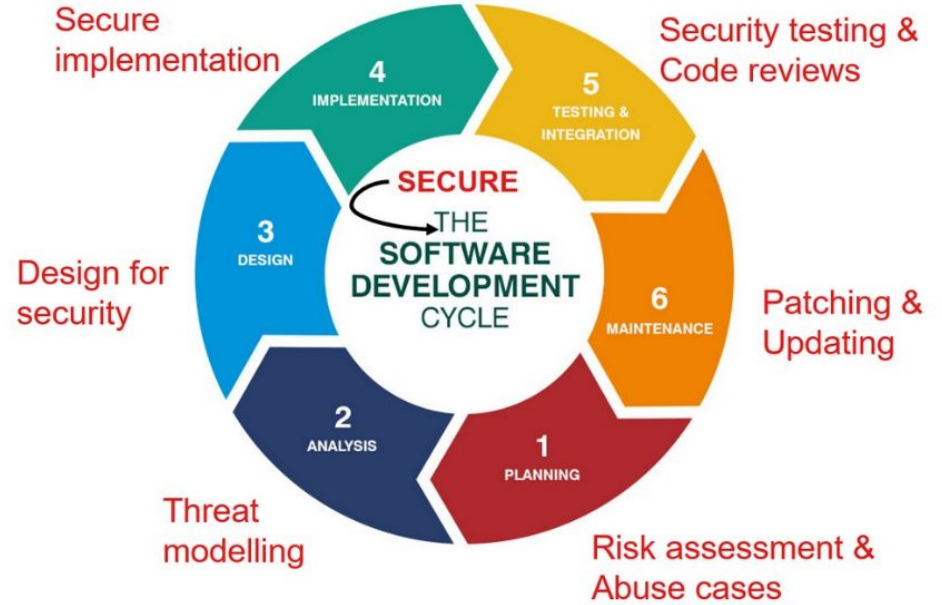 Secure
implementation
4
IMPLEMENTATION
Security testing &
Code reviews
5
TESTING &
INTEGRATION
SECURE
THE
SOFTWARE
DEVELOPMENT
CYCLE
3
DESIGN
Design for
security
6
MAINTENANCE
Patching &
Updating
2
ANALYSIS
Threat
modelling
1
PLANNING
Risk assessment &
Abuse cases